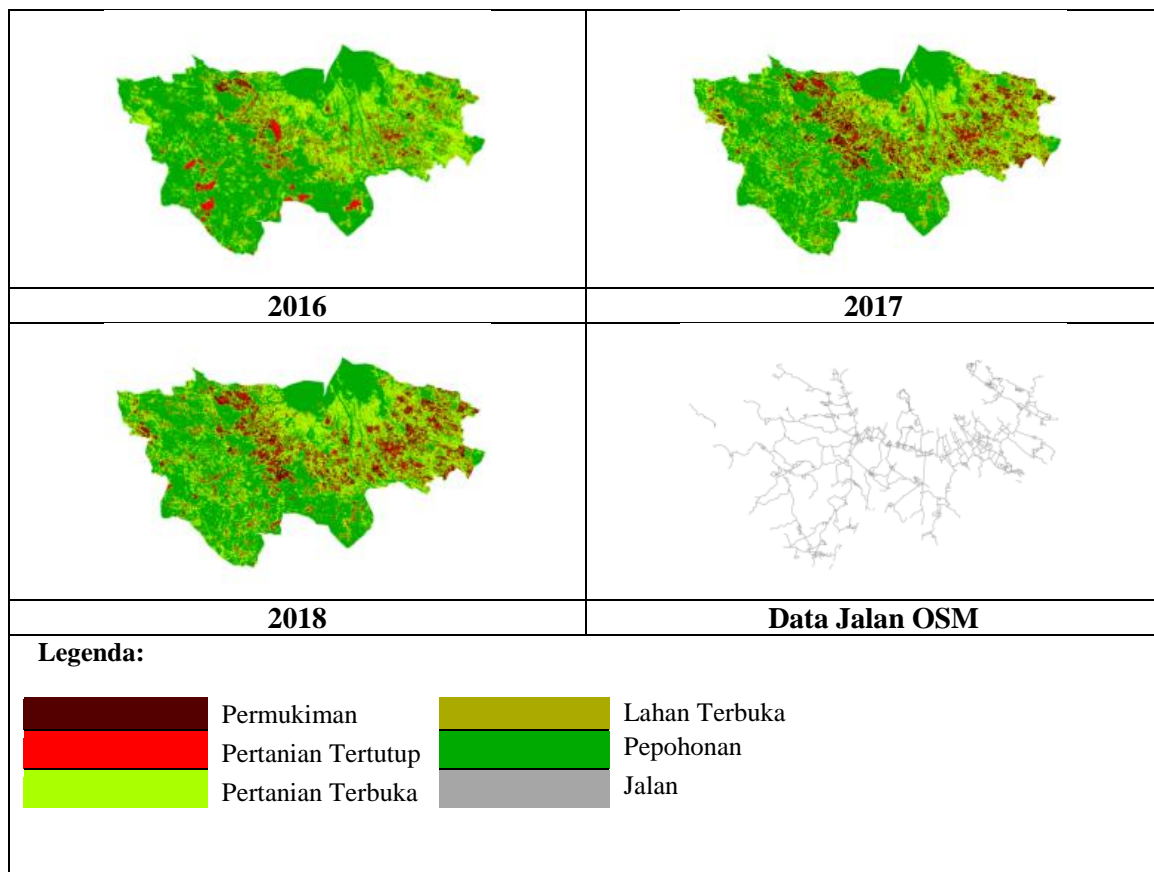 2016
2017
2018
Data Jalan OSM
Legenda:
Permukiman
Pertanian Tertutup
Pertanian Terbuka
Lahan Terbuka
Pepohonan
Jalan